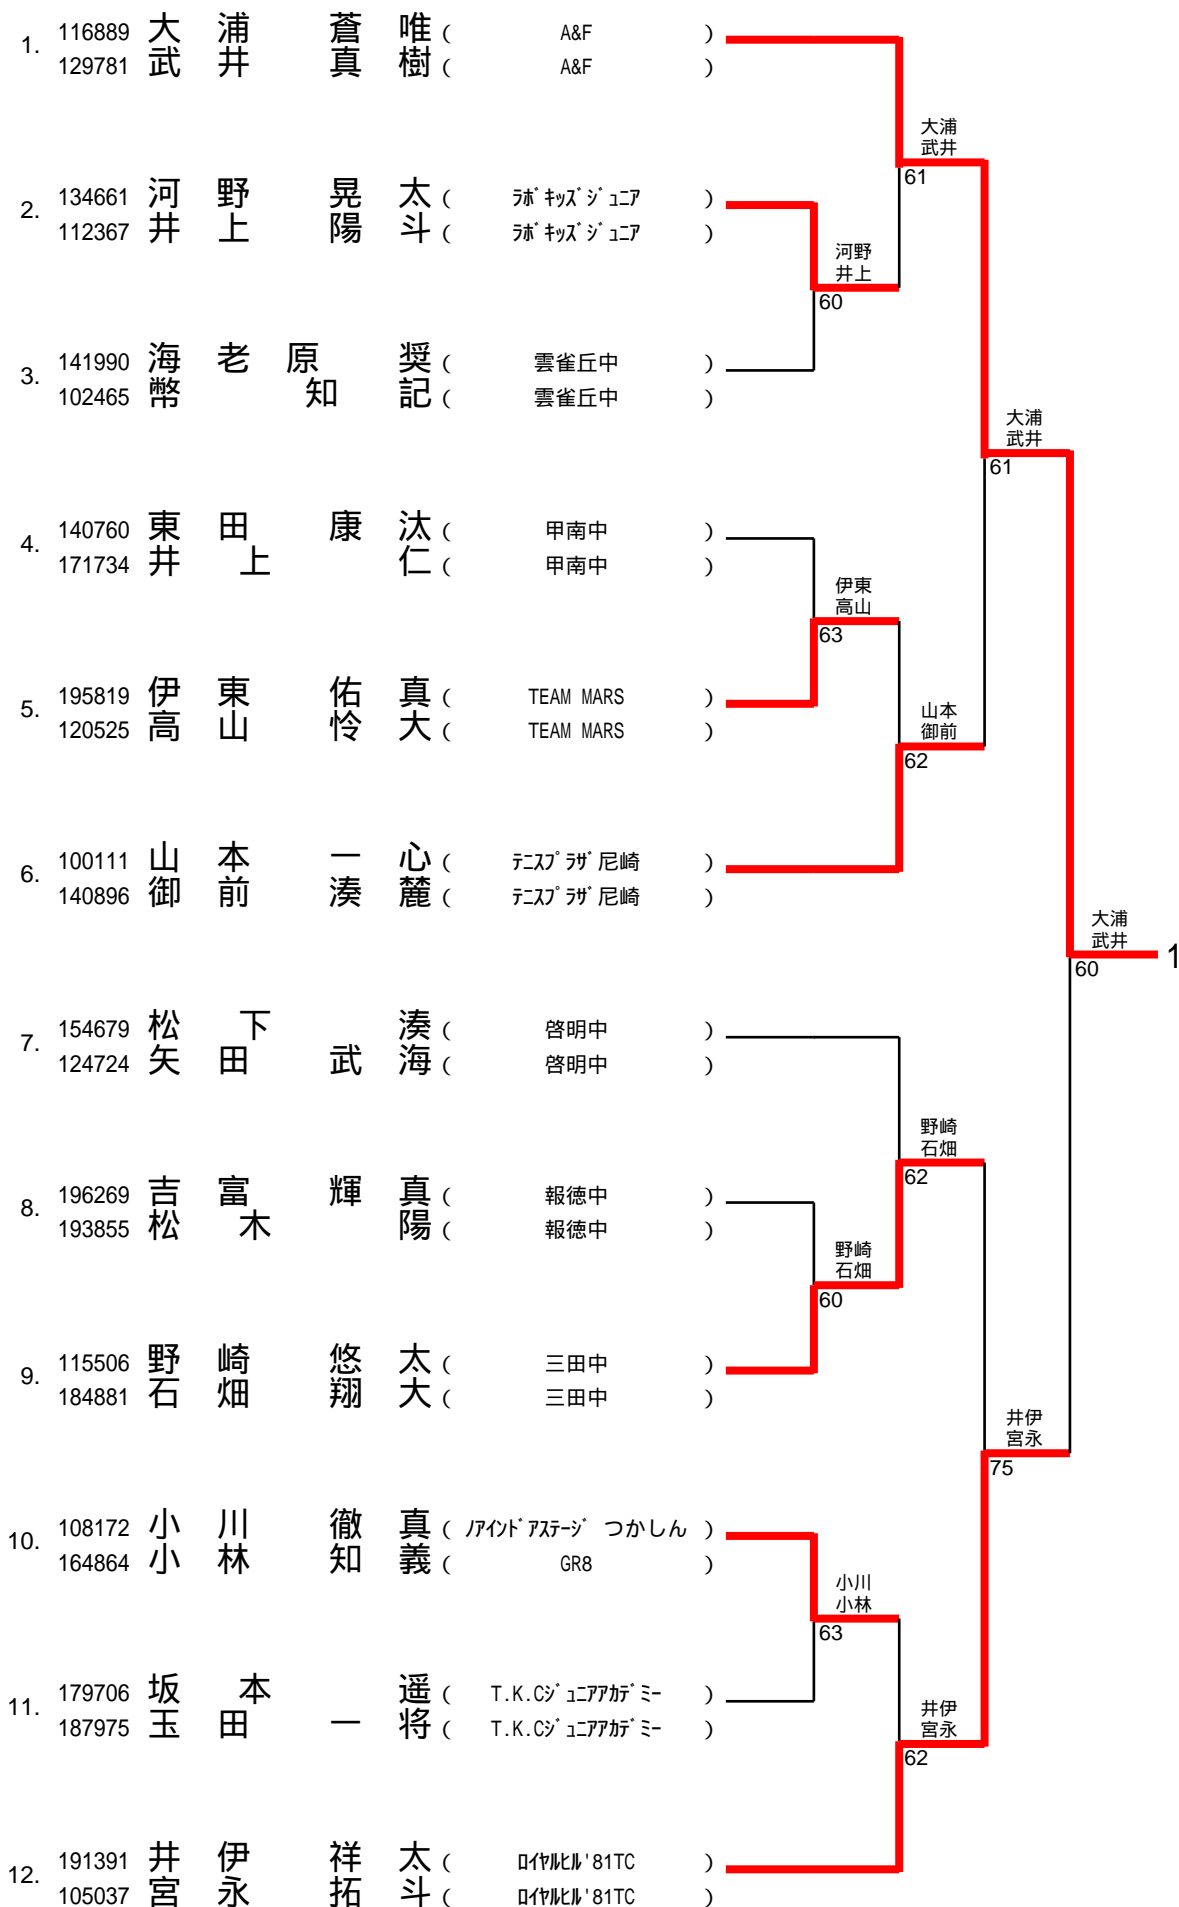 1. 116889 大浦 蒼唯 ( A&F )
129781 武井 真樹 ( A&F )
大浦
武井
61
2. 134661 河野 晃太 ( ﾗﾎﾞｷｯｽﾞｼﾞｭﾆｱ )
112367 井上 陽斗 ( ﾗﾎﾞｷｯｽﾞｼﾞｭﾆｱ )
河野
井上
60
3. 141990 海老原 奨 ( 雲雀丘中 )
102465 幣 知記 ( 雲雀丘中 )
大浦
武井
61
4. 140760 東田 康汰 ( 甲南中 )
171734 井上 仁 ( 甲南中 )
伊東
高山
63
5. 195819 伊東 佑真 ( TEAM MARS )
120525 高山 怜大 ( TEAM MARS )
山本
御前
62
6. 100111 山本 一心 ( ﾃﾆｽﾌﾟﾗｻﾞ尼崎 )
140896 御前 湊麓 ( ﾃﾆｽﾌﾟﾗｻﾞ尼崎 )
大浦
武井
60
1
7. 154679 松下 湊 ( 啓明中 )
124724 矢田 武海 ( 啓明中 )
野崎
石畑
62
8. 196269 吉富 輝真 ( 報徳中 )
193855 松木 陽 ( 報徳中 )
野崎
石畑
60
9. 115506 野崎 悠太 ( 三田中 )
184881 石畑 翔大 ( 三田中 )
井伊
宮永
75
10. 108172 小川 徹真 ( ﾉｱｲﾝﾄﾞｱｽﾃｰｼﾞ つかしん )
164864 小林 知義 ( GR8 )
小川
小林
63
11. 179706 坂本 遥 ( T.K.Cｼﾞｭﾆｱｱｶﾃﾞﾐｰ )
187975 玉田 一将 ( T.K.Cｼﾞｭﾆｱｱｶﾃﾞﾐｰ )
井伊
宮永
62
12. 191391 井伊 祥太 ( ﾛｲﾔﾙﾋﾙ'81TC )
105037 宮永 拓斗 ( ﾛｲﾔﾙﾋﾙ'81TC )